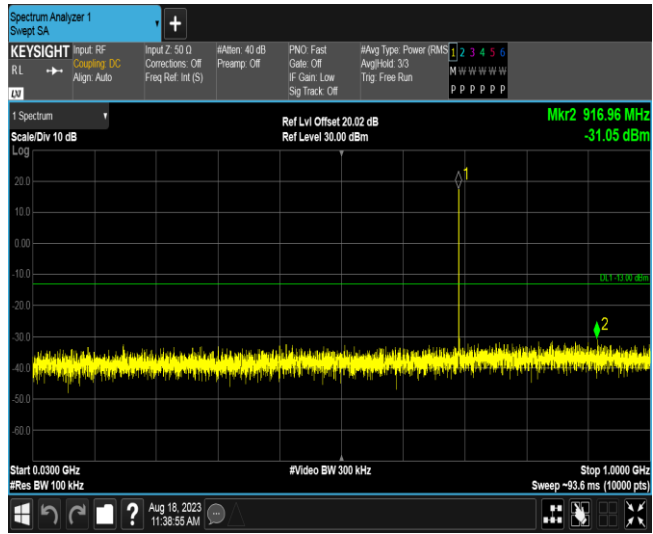 Spectrum Analyzer 1
Swept SA
+
KEYSIGHT Input: RF Input Z: 50 Ω #Atten: 40 dB PNO: Fast #Avg Type: Power (RMS 1 2 3 4 5 6
RL Coupling: DC Corrections: Off Preamp: Off Gate: Off Avg|Hold: 3/3 M W W W W W
Align: Auto Freq Ref: Int (S) IF Gain: Low Trig: Free Run
Sig Track: Off P P P P P P
LXI
1 Spectrum Ref Lvl Offset 20.02 dB Mkr2 916.96 MHz
Scale/Div 10 dB Ref Level 30.00 dBm -31.05 dBm
Log
1
20.0
10.0
0.00
-10.0
DL1 -13.00 dBm
-20.0
2
-30.0
-40.0
-50.0
-60.0
Start 0.0300 GHz #Video BW 300 kHz Stop 1.0000 GHz
#Res BW 100 kHz Sweep ~93.6 ms (10000 pts)
? Aug 18, 2023
11:38:55 AM